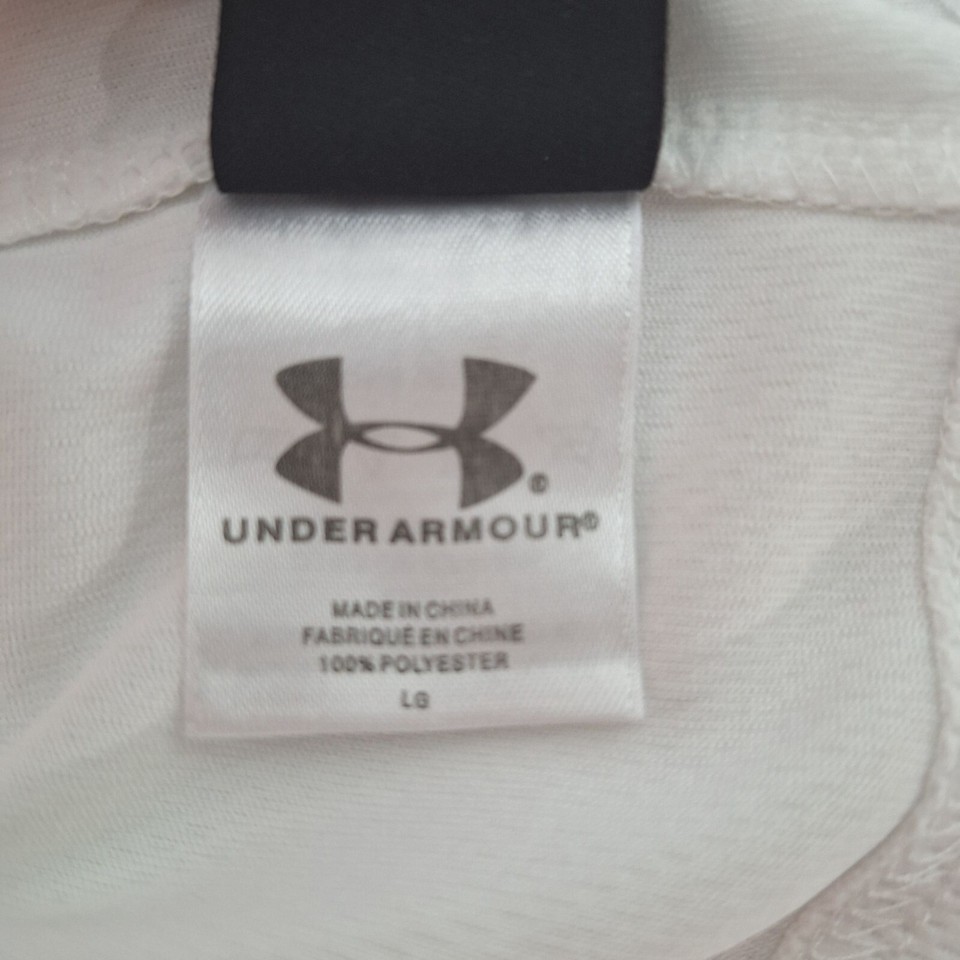 ®
UNDER ARMOUR®
MADE IN CHINA
FABRIQUÉ EN CHINE
100% POLYESTER
LG